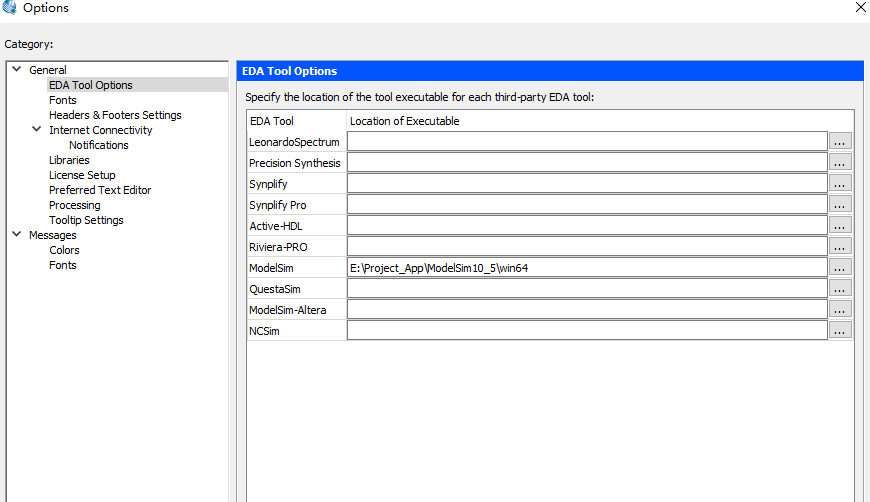 Options
Category:
General
EDA Tool Options
Fonts
Headers & Footers Settings
Internet Connectivity
Notifications
Libraries
License Setup
Preferred Text Editor
Processing
Tooltip Settings
Messages
Colors
Fonts
EDA Tool Options
Specify the location of the tool executable for each third-party EDA tool:
EDA Tool Location of Executable
LeonardoSpectrum ...
Precision Synthesis ...
Synplify ...
Synplify Pro ...
Active-HDL ...
Riviera-PRO ...
ModelSim E:\Project_App\ModelSim10_5\win64 ...
QuestaSim ...
ModelSim-Altera ...
NCSim ...